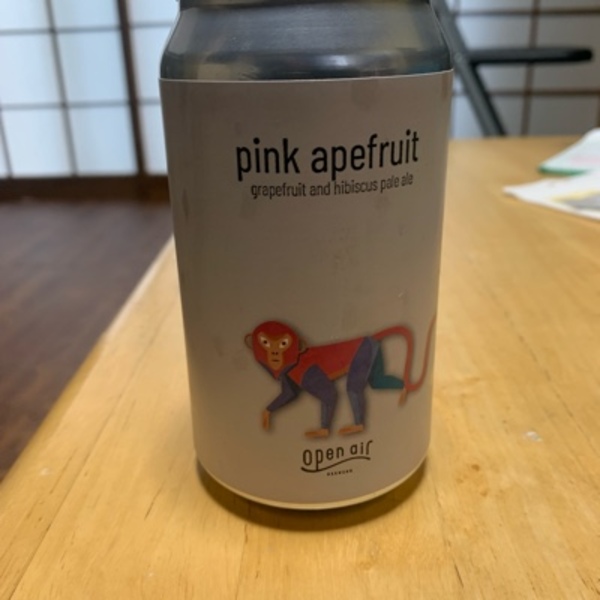 pink apefruit
grapefruit and hibiscus pale ale
open air